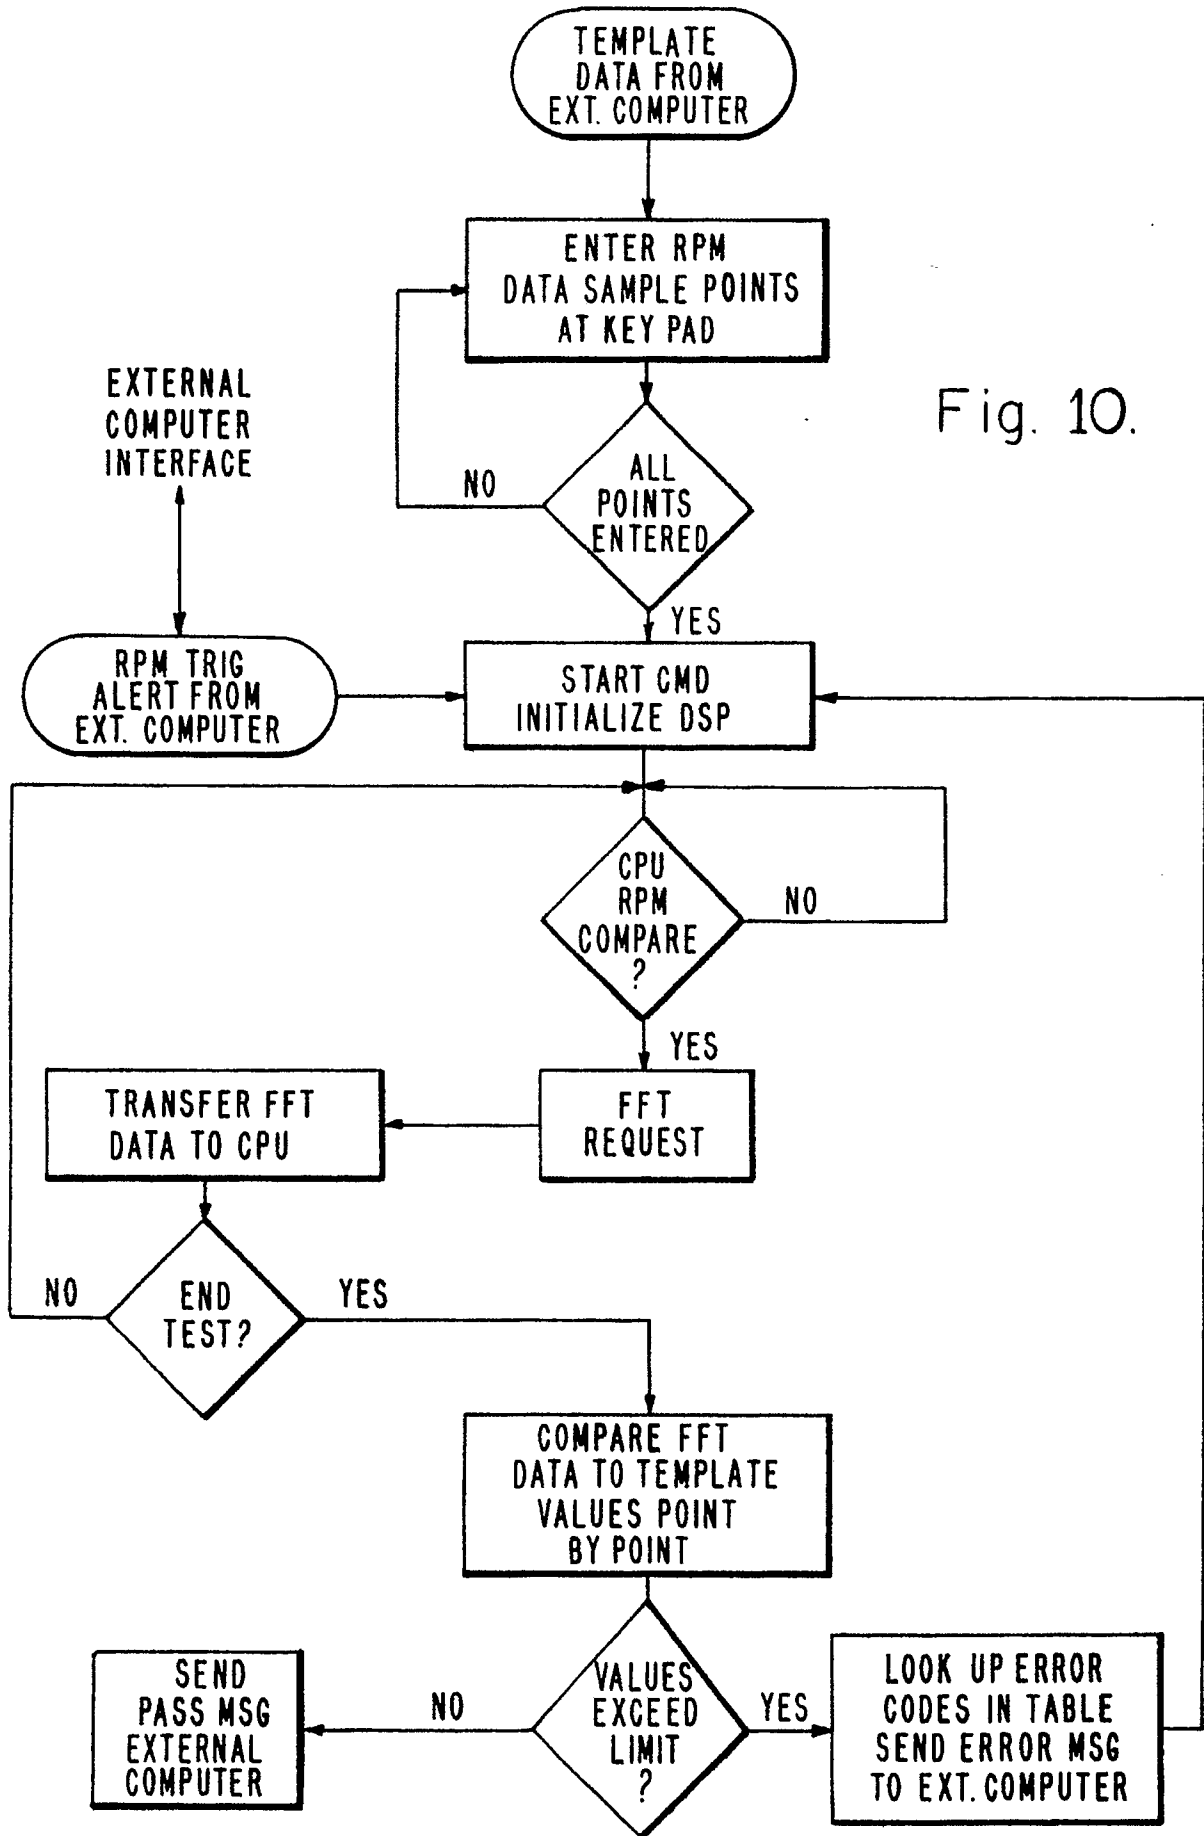 TEMPLATE
DATA FROM
EXT. COMPUTER
ENTER RPM
DATA SAMPLE POINTS
AT KEY PAD
Fig. 10.
EXTERNAL
COMPUTER
INTERFACE
NO
ALL
POINTS
ENTERED
YES
RPM TRIG
ALERT FROM
EXT. COMPUTER
START CMD
INITIALIZE DSP
CPU
RPM
COMPARE
?
NO
YES
TRANSFER FFT
DATA TO CPU
FFT
REQUEST
NO
END
TEST?
YES
COMPARE FFT
DATA TO TEMPLATE
VALUES POINT
BY POINT
SEND
PASS MSG
EXTERNAL
COMPUTER
NO
VALUES
EXCEED
LIMIT
?
YES
LOOK UP ERROR
CODES IN TABLE
SEND ERROR MSG
TO EXT. COMPUTER